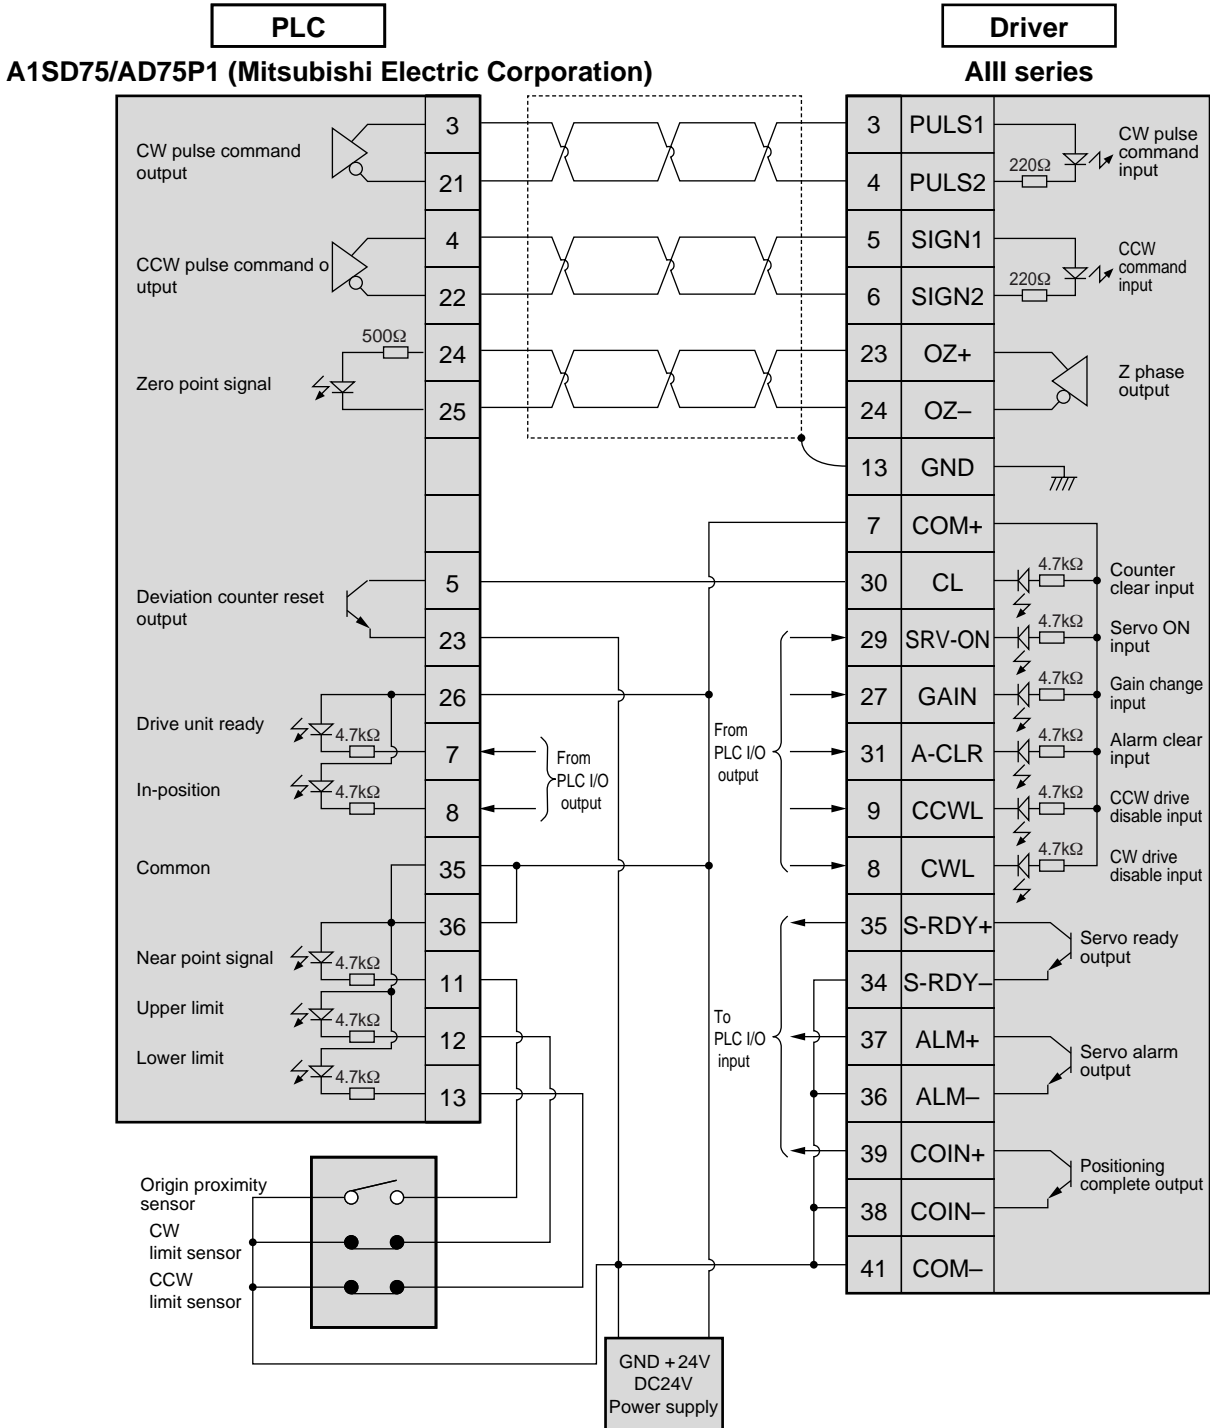 PLC
Driver
A1SD75/AD75P1 (Mitsubishi Electric Corporation)
AIII series
CW pulse command
output
3
21
3 PULS1
4 PULS2
220Ω
CW pulse
command
input
CCW pulse command o
utput
4
22
5 SIGN1
6 SIGN2
220Ω
CCW
command
input
Zero point signal
500Ω
24
25
23 OZ+
24 OZ–
Z phase
output
13 GND
7 COM+
Deviation counter reset
output
5
23
30 CL
4.7kΩ
Counter
clear input
29 SRV-ON
4.7kΩ
Servo ON
input
26
27 GAIN
4.7kΩ
Gain change
input
Drive unit ready
4.7kΩ
7
From
PLC I/O
output
From
PLC I/O
output
31 A-CLR
4.7kΩ
Alarm clear
input
In-position
4.7kΩ
8
9 CCWL
4.7kΩ
CCW drive
disable input
Common
35
8 CWL
4.7kΩ
CW drive
disable input
36
35 S-RDY+
34 S-RDY–
Servo ready
output
Near point signal
4.7kΩ
11
Upper limit
4.7kΩ
12
To
PLC I/O
input
37 ALM+
36 ALM–
Servo alarm
output
Lower limit
4.7kΩ
13
39 COIN+
38 COIN–
Positioning
complete output
41 COM–
Origin proximity
sensor
CW
limit sensor
CCW
limit sensor
GND +24V
DC24V
Power supply